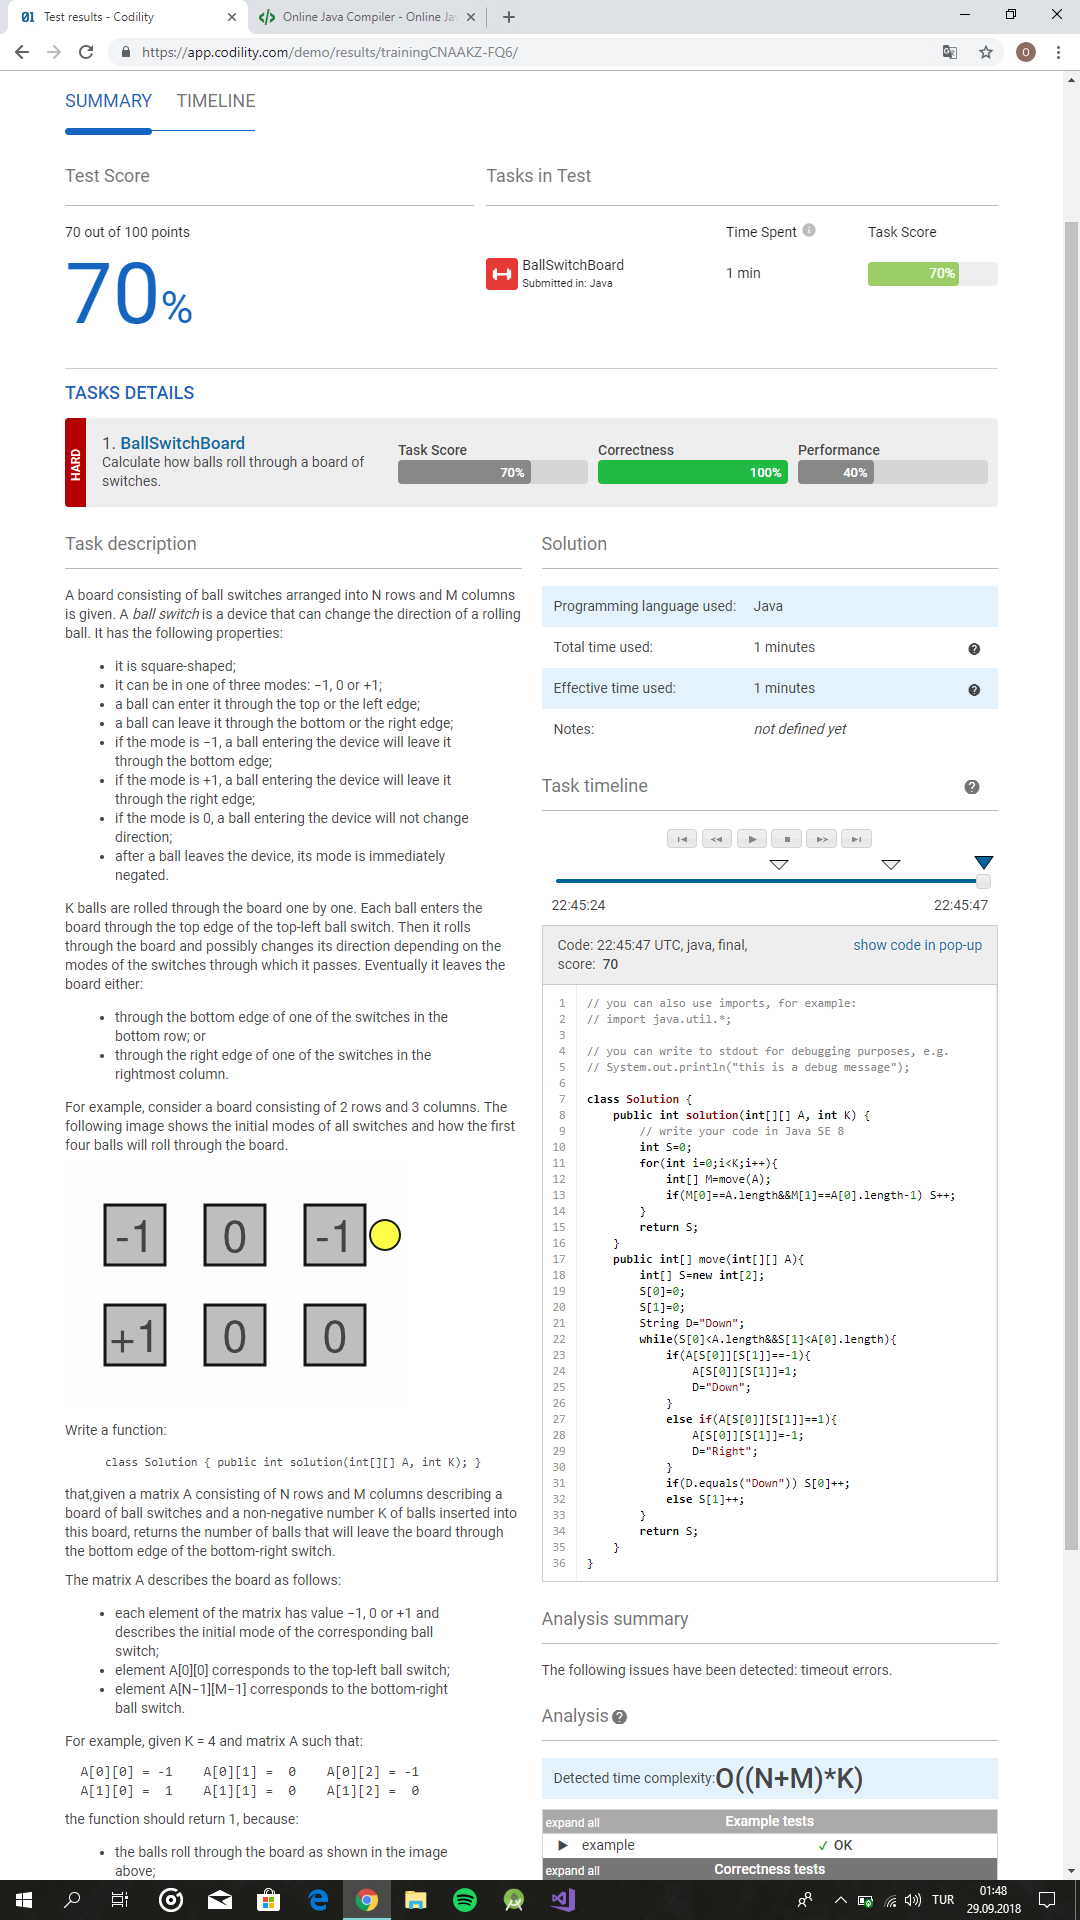 Test results - Codility
Online Java Compiler - Online Ja
https://app.codility.com/demo/results/trainingCNAAKZ-FQ6/
O
SUMMARY TIMELINE
Test Score
Tasks in Test
70 out of 100 points
70%
Time Spent
Task Score
BallSwitchBoard
Submitted in: Java
1 min
70%
TASKS DETAILS
HARD
1. BallSwitchBoard
Calculate how balls roll through a board of
switches.
Task Score
70%
Correctness
100%
Performance
40%
Task description
A board consisting of ball switches arranged into N rows and M columns
is given. A ball switch is a device that can change the direction of a rolling
ball. It has the following properties:
• it is square-shaped;
• it can be in one of three modes: −1, 0 or +1;
• a ball can enter it through the top or the left edge;
• a ball can leave it through the bottom or the right edge;
• if the mode is −1, a ball entering the device will leave it
through the bottom edge;
• if the mode is +1, a ball entering the device will leave it
through the right edge;
• if the mode is 0, a ball entering the device will not change
direction;
• after a ball leaves the device, its mode is immediately
negated.
K balls are rolled through the board one by one. Each ball enters the
board through the top edge of the top-left ball switch. Then it rolls
through the board and possibly changes its direction depending on the
modes of the switches through which it passes. Eventually it leaves the
board either:
• through the bottom edge of one of the switches in the
bottom row; or
• through the right edge of one of the switches in the
rightmost column.
For example, consider a board consisting of 2 rows and 3 columns. The
following image shows the initial modes of all switches and how the first
four balls will roll through the board.
-1 0 -1
+1 0 0
Write a function:
class Solution { public int solution(int[][] A, int K); }
that,given a matrix A consisting of N rows and M columns describing a
board of ball switches and a non-negative number K of balls inserted into
this board, returns the number of balls that will leave the board through
the bottom edge of the bottom-right switch.
The matrix A describes the board as follows:
• each element of the matrix has value −1, 0 or +1 and
describes the initial mode of the corresponding ball
switch;
• element A[0][0] corresponds to the top-left ball switch;
• element A[N−1][M−1] corresponds to the bottom-right
ball switch.
For example, given K = 4 and matrix A such that:
A[0][0] = -1 A[0][1] = 0 A[0][2] = -1
A[1][0] = 1 A[1][1] = 0 A[1][2] = 0
the function should return 1, because:
• the balls roll through the board as shown in the image
above;
Solution
Programming language used: Java
Total time used: 1 minutes
Effective time used: 1 minutes
Notes: not defined yet
Task timeline
22:45:24
22:45:47
Code: 22:45:47 UTC, java, final,
score: 70
show code in pop-up
1 // you can also use imports, for example:
2 // import java.util.*;
3
4 // you can write to stdout for debugging purposes, e.g.
5 // System.out.println("this is a debug message");
6
7 class Solution {
8 public int solution(int[][] A, int K) {
9 // write your code in Java SE 8
10 int S=0;
11 for(int i=0;i<K;i++){
12 int[] M=move(A);
13 if(M[0]==A.length&&M[1]==A[0].length-1) S++;
14 }
15 return S;
16 }
17 public int[] move(int[][] A){
18 int[] S=new int[2];
19 S[0]=0;
20 S[1]=0;
21 String D="Down";
22 while(S[0]<A.length&&S[1]<A[0].length){
23 if(A[S[0]][S[1]]==-1){
24 A[S[0]][S[1]]=1;
25 D="Down";
26 }
27 else if(A[S[0]][S[1]]==1){
28 A[S[0]][S[1]]=-1;
29 D="Right";
30 }
31 if(D.equals("Down")) S[0]++;
32 else S[1]++;
33 }
34 return S;
35 }
36 }
Analysis summary
The following issues have been detected: timeout errors.
Analysis
Detected time complexity: O((N+M)*K)
expand all Example tests
example ✓ OK
expand all Correctness tests
TUR
01:48
29.09.2018